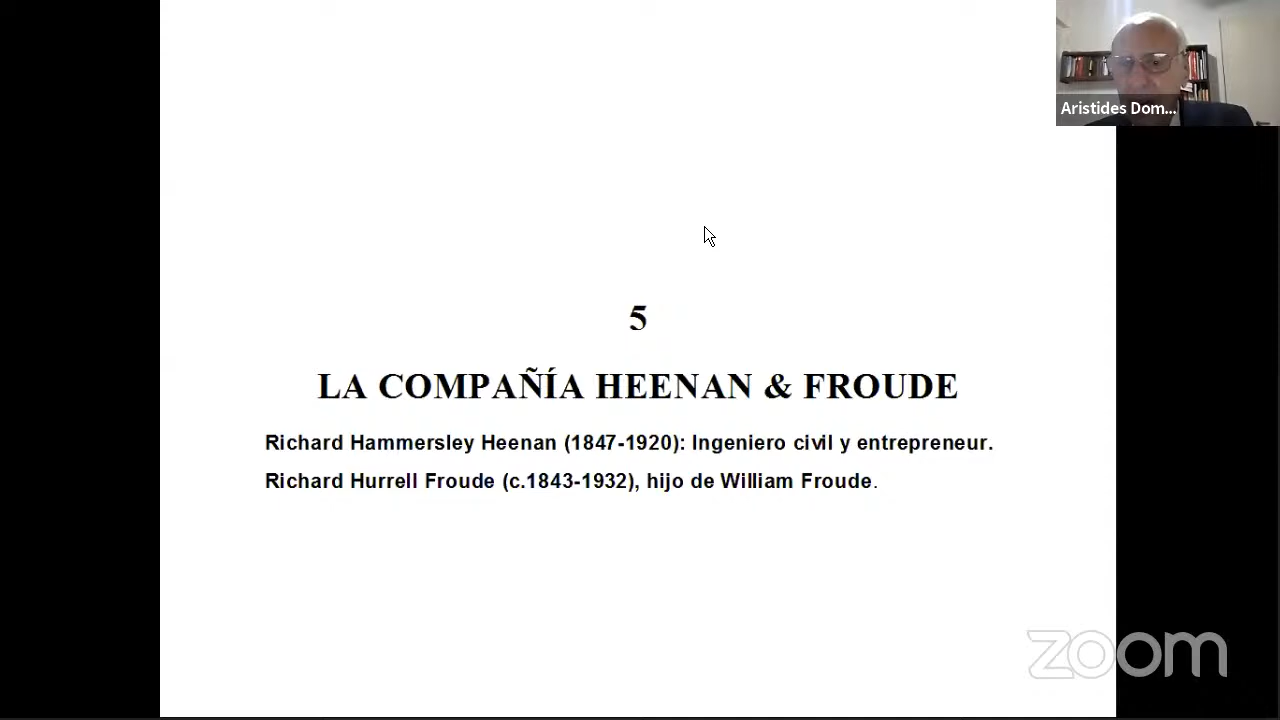 Aristides Dom...
5
LA COMPAÑÍA HEENAN & FROUDE
Richard Hammersley Heenan (1847-1920): Ingeniero civil y entrepreneur.
Richard Hurrell Froude (c.1843-1932), hijo de William Froude.
zoom